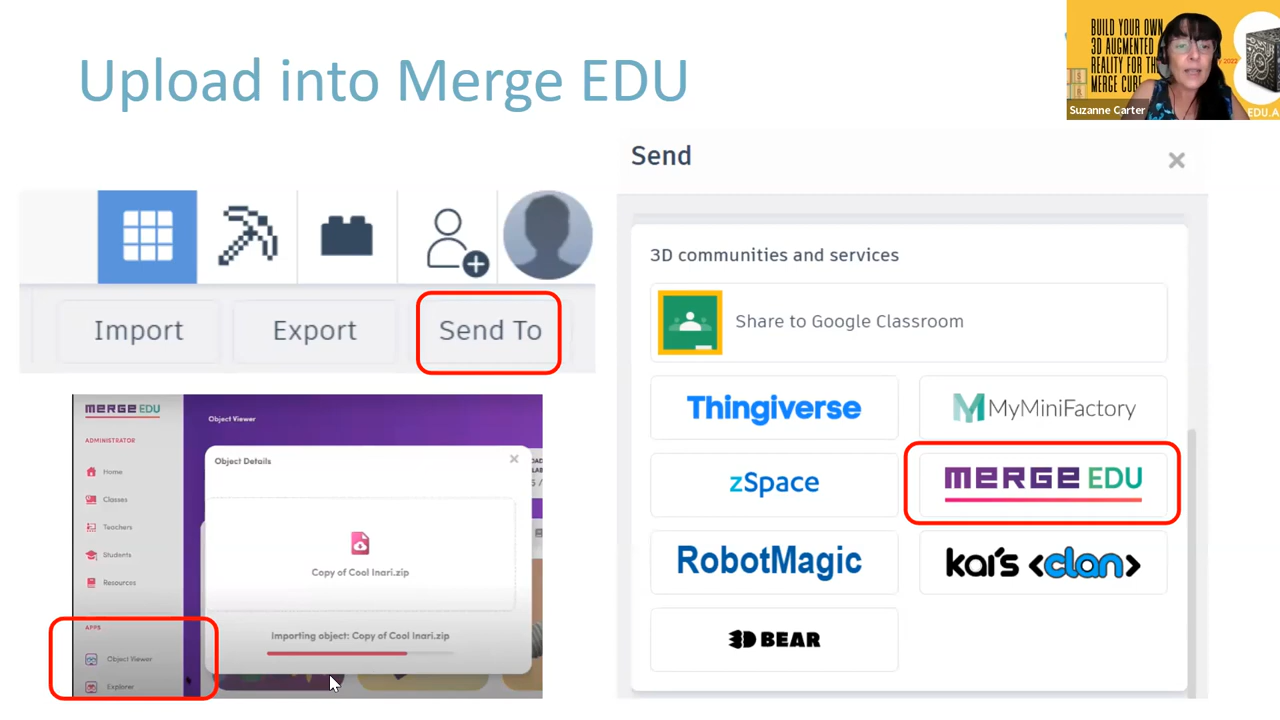 Upload into Merge EDU
BUILD YOUR OWN
3D AUGMENTED
REALITY FOR THE
MERGE CUBE
2022
Suzanne Carter
EDU.A
Import
Export
Send To
Send
3D communities and services
Share to Google Classroom
Thingiverse
MyMiniFactory
zSpace
MERGE EDU
RobotMagic
kai's <clan>
3D BEAR
MERGE EDU
ADMINISTRATOR
Home
Classes
Teachers
Students
Resources
APPS
Object Viewer
Explorer
Object Viewer
Object Details
Copy of Cool Inari.zip
Importing object: Copy of Cool Inari.zip